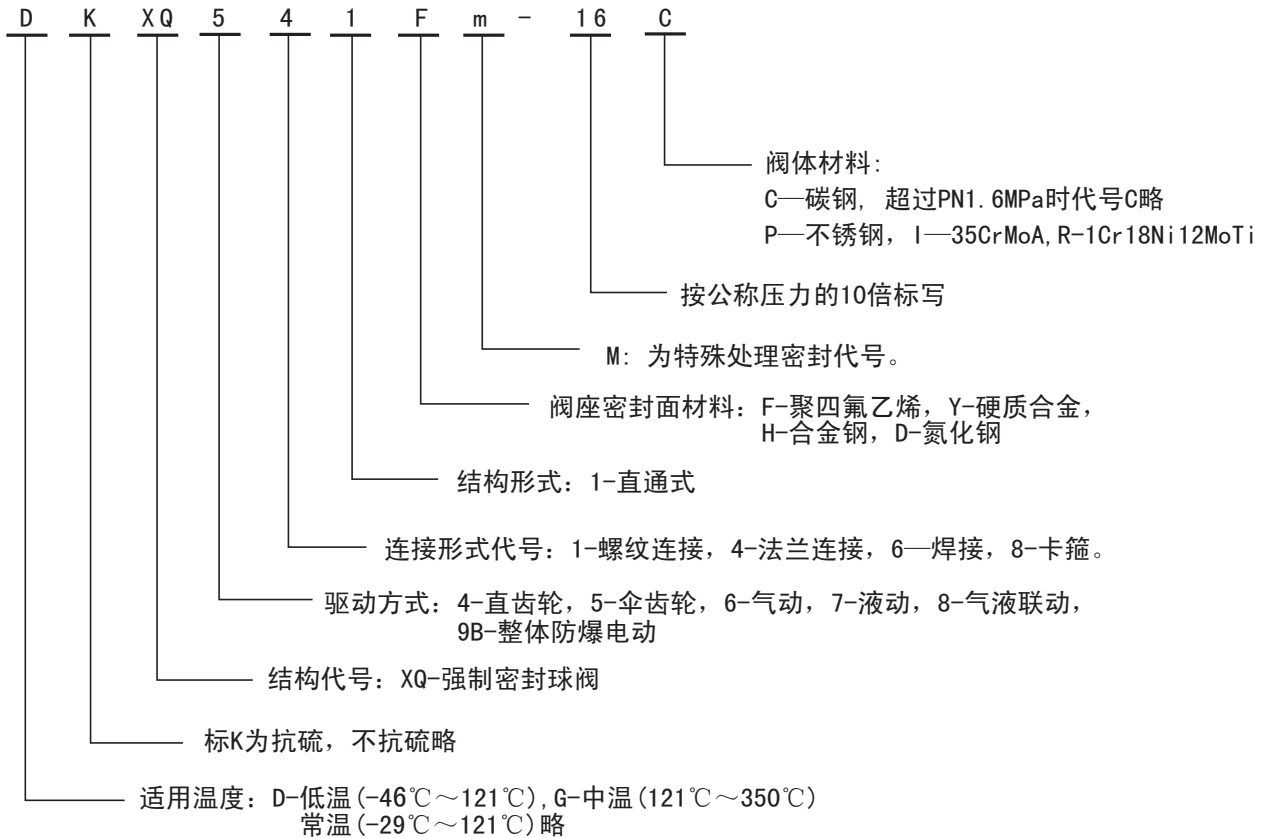 D K XQ 5 4 1 F m - 16 C
阀体材料:
C—碳钢, 超过PN1.6MPa时代号C略
P—不锈钢, I—35CrMoA,R-1Cr18Ni12MoTi
按公称压力的10倍标写
M: 为特殊处理密封代号。
阀座密封面材料: F-聚四氟乙烯, Y-硬质合金,
H-合金钢, D-氮化钢
结构形式: 1-直通式
连接形式代号: 1-螺纹连接, 4-法兰连接, 6—焊接, 8-卡箍。
驱动方式: 4-直齿轮, 5-伞齿轮, 6-气动, 7-液动, 8-气液联动,
9B-整体防爆电动
结构代号: XQ-强制密封球阀
标K为抗硫, 不抗硫略
适用温度: D-低温(-46℃～121℃),G-中温(121℃～350℃)
常温(-29℃～121℃)略